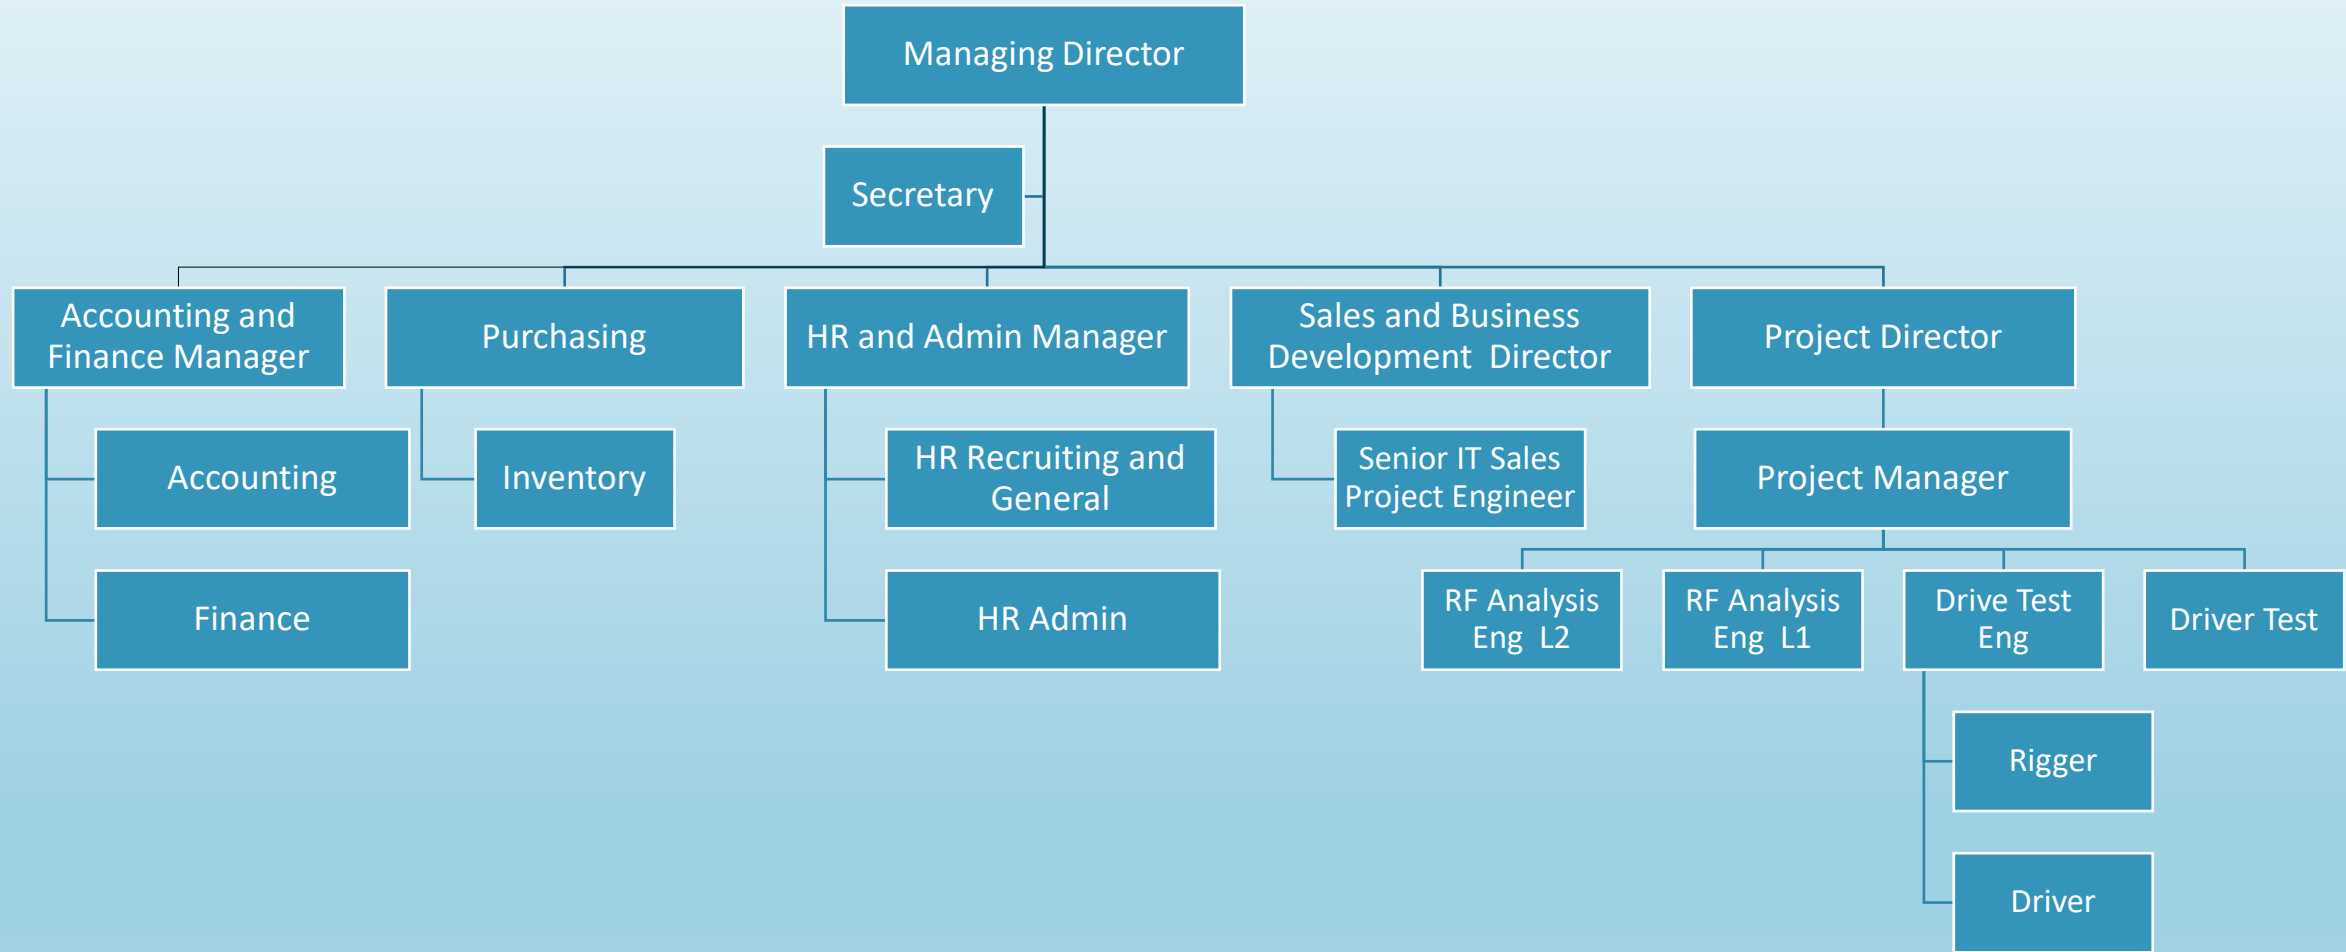 Managing Director
Secretary
Accounting and
Finance Manager
Purchasing
HR and Admin Manager
Sales and Business
Development  Director
Project Director
Accounting
Inventory
HR Recruiting and
General
Senior IT Sales
Project Engineer
Project Manager
Finance
HR Admin
RF Analysis
Eng  L2
RF Analysis
Eng  L1
Drive Test
Eng
Driver Test
Rigger
Driver